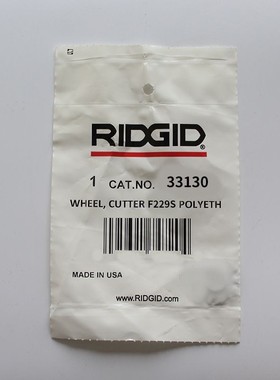 RIDGID
1 CAT.NO. 33130
WHEEL, CUTTER F229S POLYETH
MADE IN USA
www.RIDGID.com